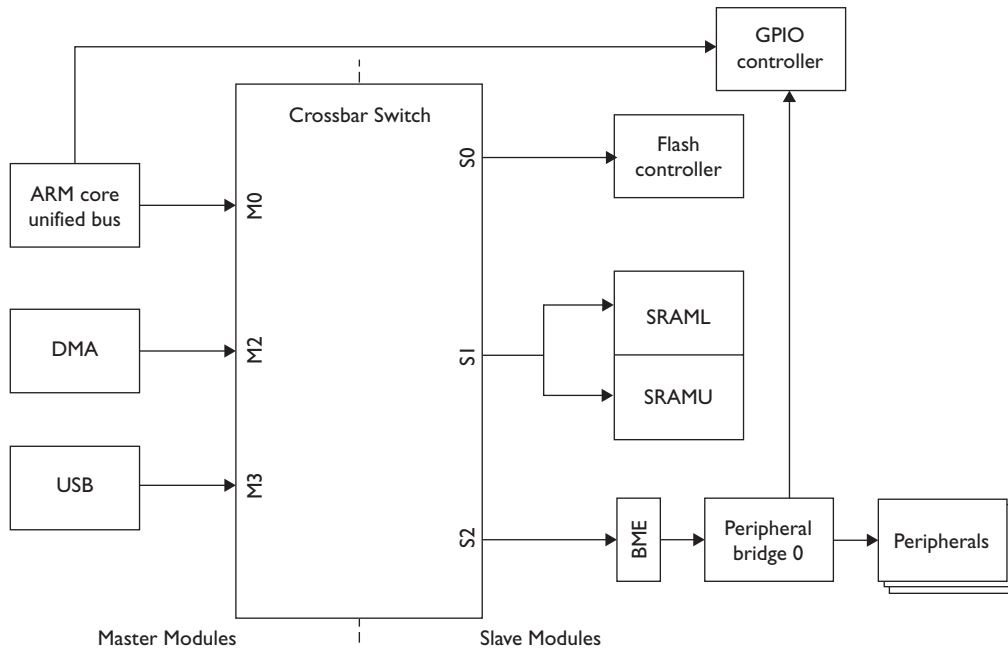 GPIO
controller
Crossbar Switch
ARM core
unified bus
M0
S0
Flash
controller
DMA
M2
S1
SRAML
SRAMU
USB
M3
S2
BME
Peripheral
bridge 0
Peripherals
Master Modules
Slave Modules